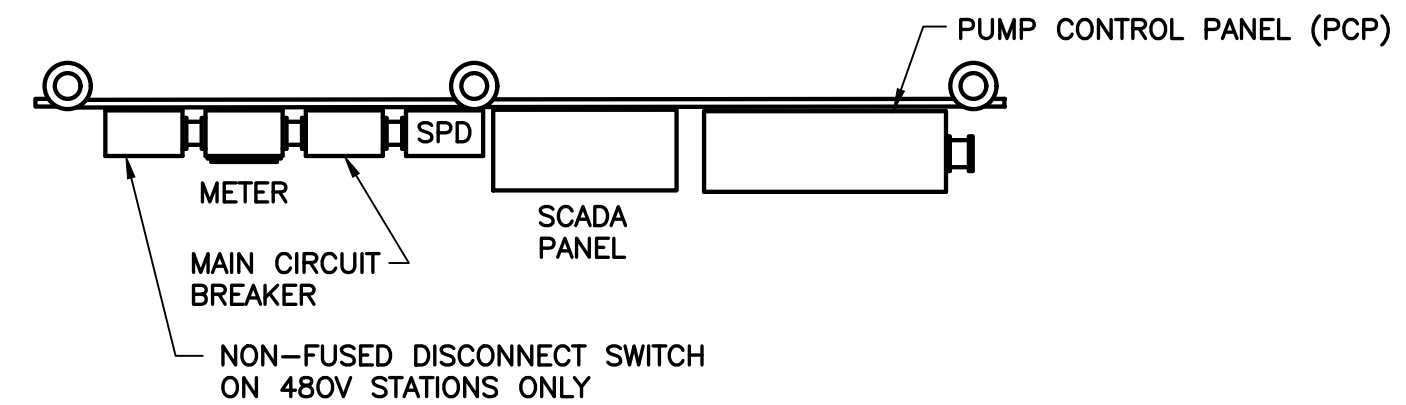 PUMP CONTROL PANEL (PCP)
SPD
METER
SCADA
PANEL
MAIN CIRCUIT
BREAKER
NON-FUSED DISCONNECT SWITCH
ON 480V STATIONS ONLY